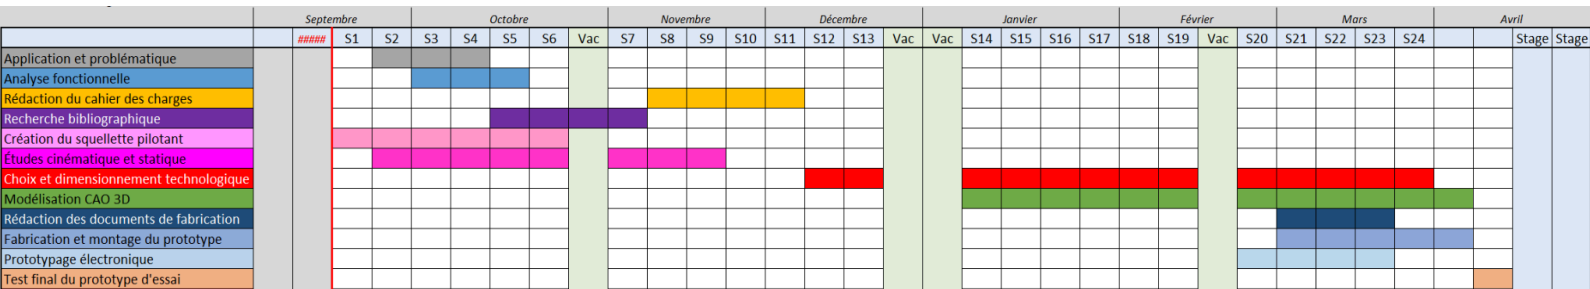 Septembre Octobre Novembre Décembre Janvier Février Mars Avril
##### S1 S2 S3 S4 S5 S6 Vac S7 S8 S9 S10 S11 S12 S13 Vac Vac S14 S15 S16 S17 S18 S19 Vac S20 S21 S22 S23 S24 Stage Stage
Application et problématique
Analyse fonctionnelle
Rédaction du cahier des charges
Recherche bibliographique
Création du squellette pilotant
Études cinématique et statique
Choix et dimensionnement technologique
Modélisation CAO 3D
Rédaction des documents de fabrication
Fabrication et montage du prototype
Prototypage électronique
Test final du prototype d'essai